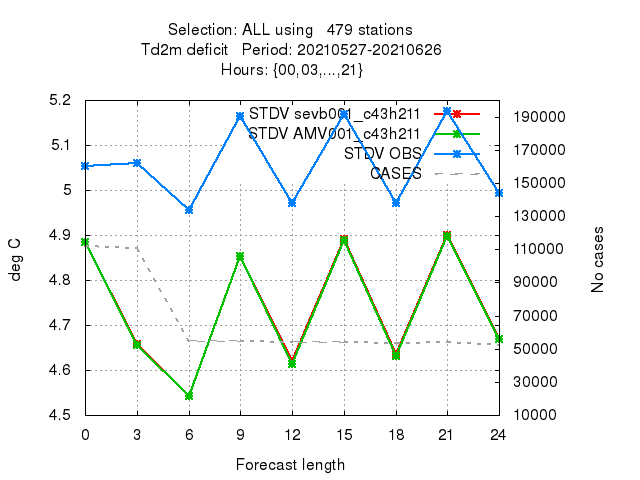 Selection: ALL using   479 stations
Td2m deficit   Period: 20210527-20210626
Hours: {00,03,...,21}
STDV sevb001_c43h211
STDV AMV001_c43h211
STDV OBS
CASES
5.2
5.1
5
4.9
4.8
4.7
4.6
4.5
190000
170000
150000
130000
110000
90000
70000
50000
30000
10000
deg C
No cases
0 3 6 9 12 15 18 21 24
Forecast length